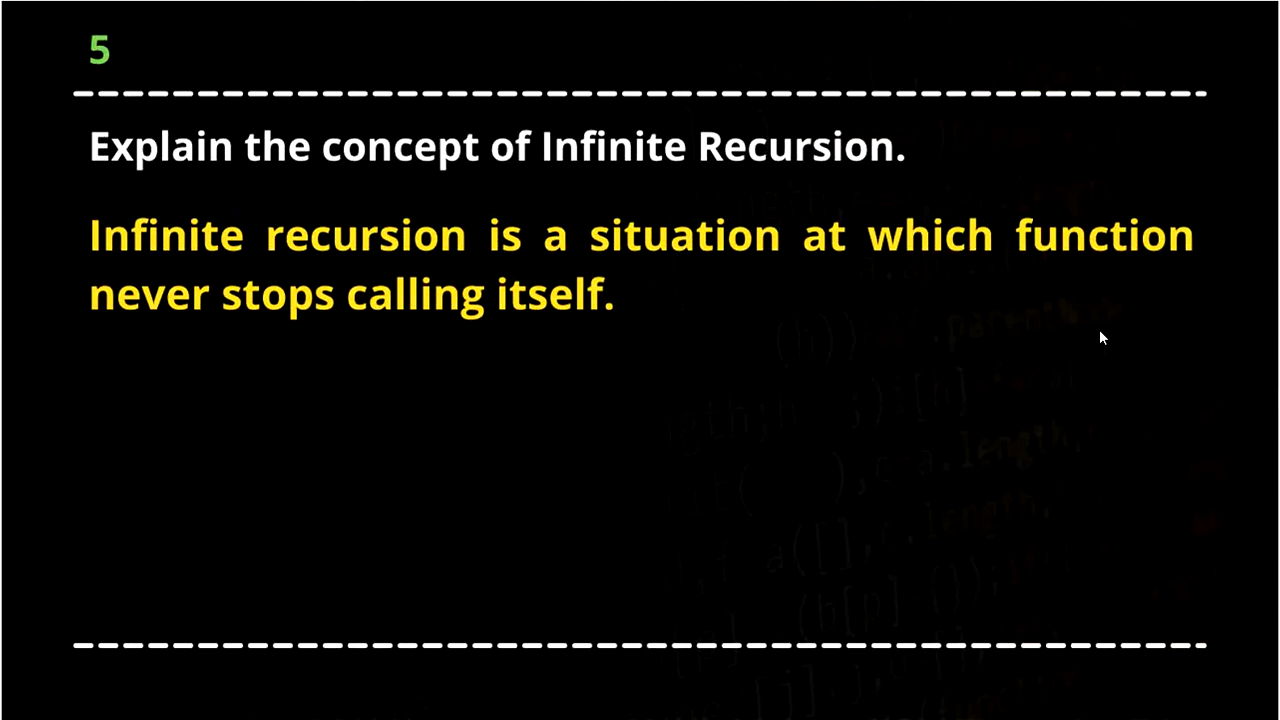 5
Explain the concept of Infinite Recursion.
Infinite recursion is a situation at which function
never stops calling itself.